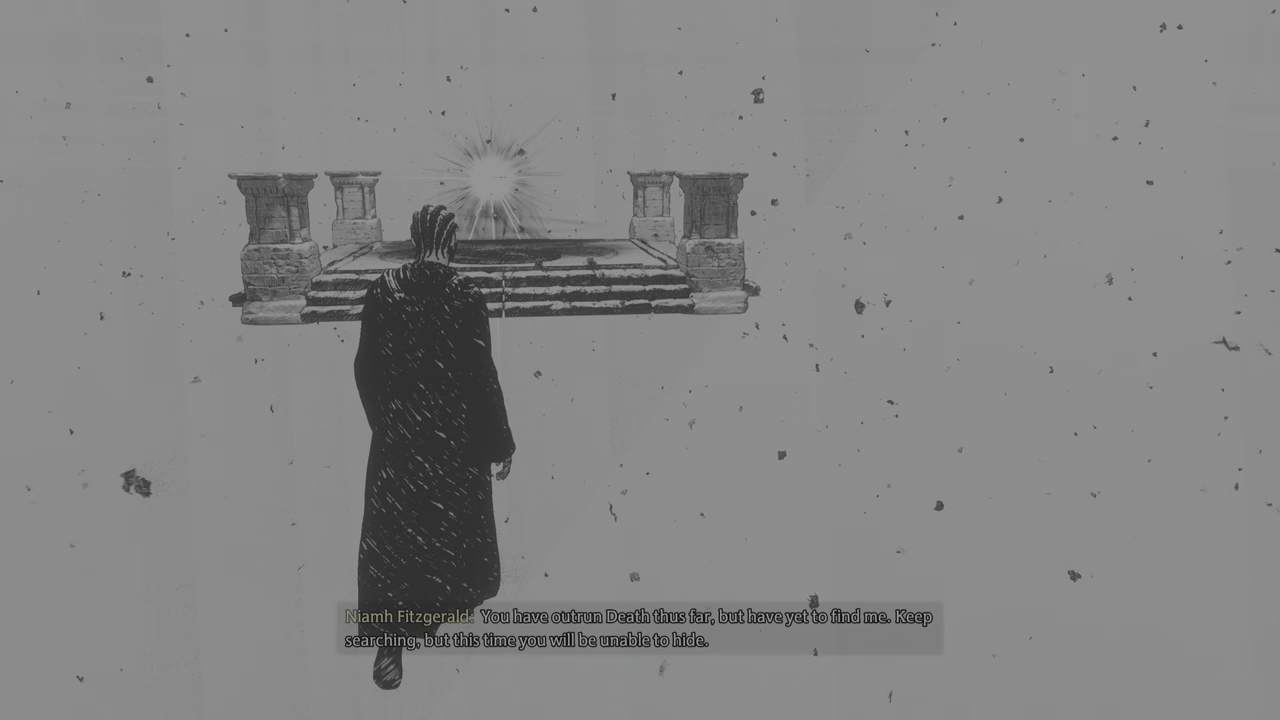 Niamh Fitzgerald: You have outrun Death thus far, but have yet to find me. Keep
searching, but this time you will be unable to hide.